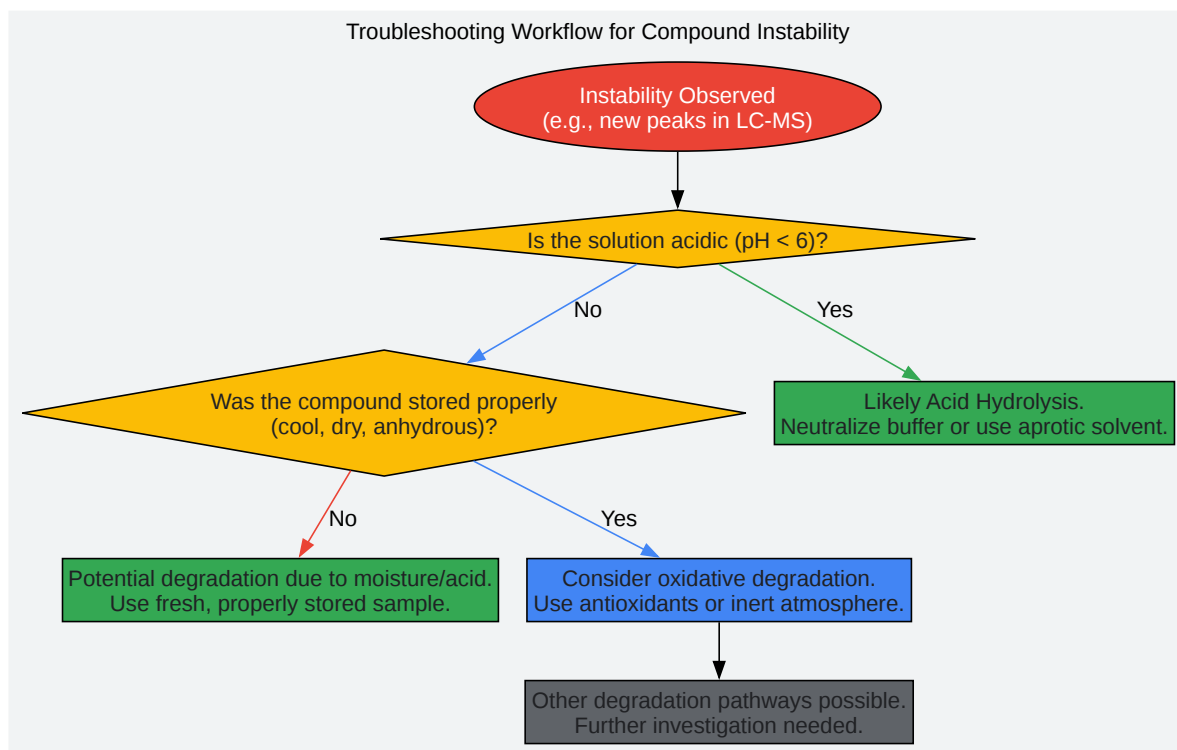 Troubleshooting Workflow for Compound Instability
Instability Observed
(e.g., new peaks in LC-MS)
Is the solution acidic (pH < 6)?
No
Yes
Was the compound stored properly
(cool, dry, anhydrous)?
Likely Acid Hydrolysis.
Neutralize buffer or use aprotic solvent.
No
Yes
Potential degradation due to moisture/acid.
Use fresh, properly stored sample.
Consider oxidative degradation.
Use antioxidants or inert atmosphere.
Other degradation pathways possible.
Further investigation needed.